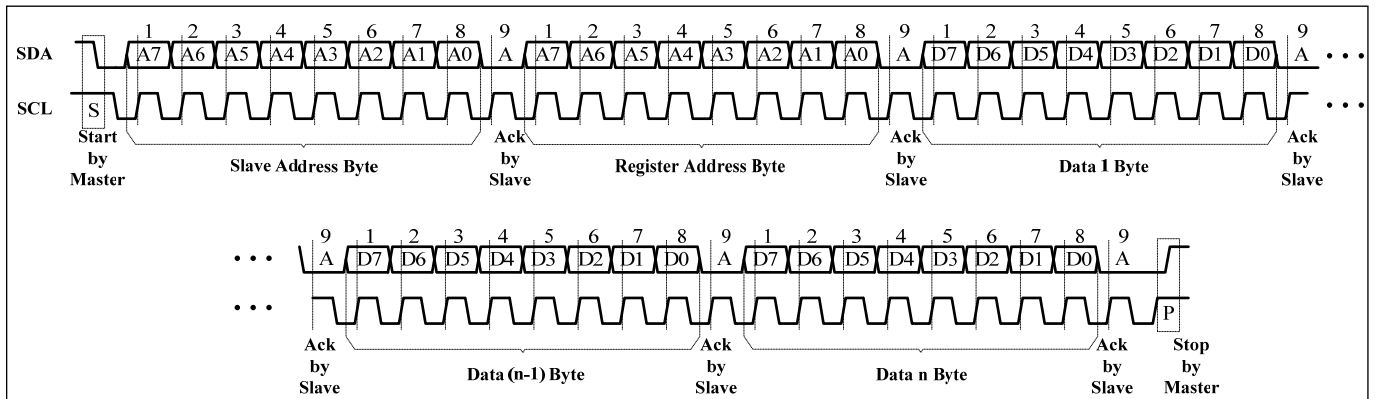 1 2 3 4 5 6 7 8 9 1 2 3 4 5 6 7 8 9 1 2 3 4 5 6 7 8 9
SDA A7 A6 A5 A4 A3 A2 A1 A0 A A7 A6 A5 A4 A3 A2 A1 A0 A D7 D6 D5 D4 D3 D2 D1 D0 A • • •
SCL S • • •
Start by Master
Slave Address Byte
Ack by Slave
Register Address Byte
Ack by Slave
Data 1 Byte
Ack by Slave
9 1 2 3 4 5 6 7 8 9 1 2 3 4 5 6 7 8 9
• • • A D7 D6 D5 D4 D3 D2 D1 D0 A D7 D6 D5 D4 D3 D2 D1 D0 A
• • • P
Ack by Slave
Data (n-1) Byte
Ack by Slave
Data n Byte
Ack by Slave
Stop by Master